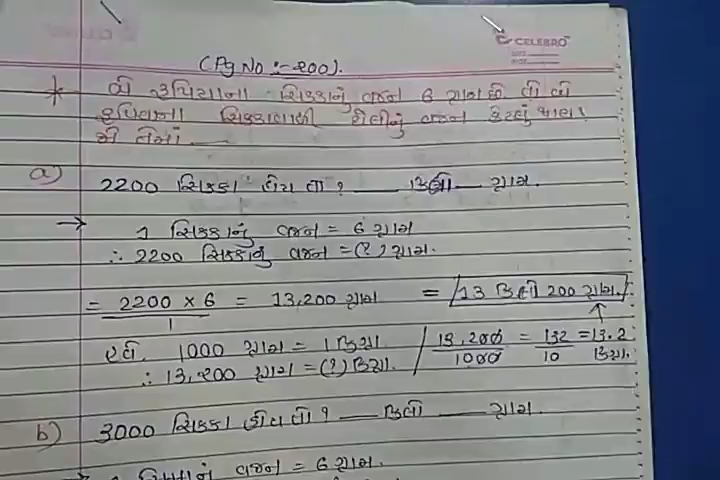 CELEBRO
(Pg No :- 200).
* બે રૂપિયાના સિક્કાનું વજન 6 ગ્રામ છે તો બે
રૂપિયાના સિક્કાવાળી થેલીનું વજન કેટલું થાય?
જો તેમાં ___
a) 2200 સિક્કા હોય તો? ___ કિલો ___ ગ્રામ.
→ 1 સિક્કાનું વજન = 6 ગ્રામ
∴ 2200 સિક્કાનું વજન = (?) ગ્રામ.
= 2200 × 6 / 1 = 13,200 ગ્રામ = 13 કિલો 200 ગ્રામ.
હવે. 1000 ગ્રામ = 1 કિગ્રા / 13,200 / 1000 = 132 / 10 = 13.2 કિગ્રા.
∴ 13,200 ગ્રામ = (?) કિગ્રા.
b) 3000 સિક્કા હોય તો? ___ કિલો ___ ગ્રામ.
વજન = 6 ગ્રામ.